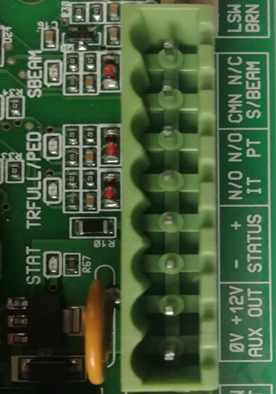 LSW
BRN
CMN N/C
S/BEAM
N/O N/O
IT PT
- +
STATUS
0V +12V
AUX OUT
SBEAM
TRFULL/PED
STAT
R10
R67